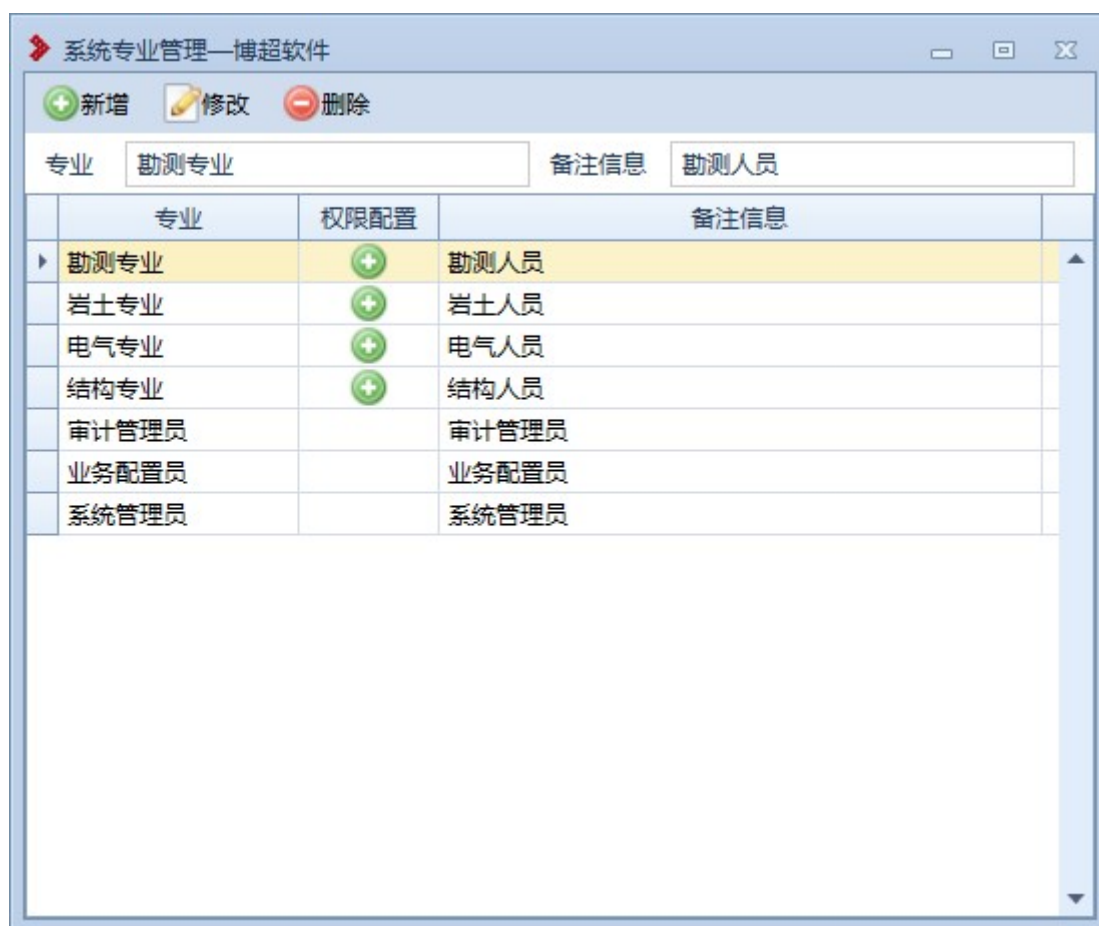 系统专业管理—博超软件
新增 修改 删除
专业 勘测专业 备注信息 勘测人员
专业 权限配置 备注信息
勘测专业 勘测人员
岩土专业 岩土人员
电气专业 电气人员
结构专业 结构人员
审计管理员 审计管理员
业务配置员 业务配置员
系统管理员 系统管理员